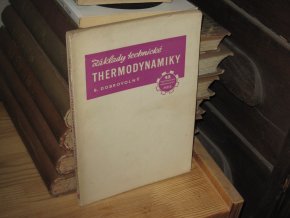 základy technické
THERMODYNAMIKY
B. DOBROVOLNÝ